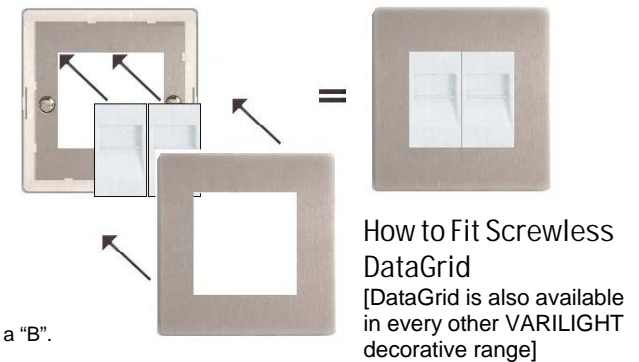 How to Fit Screwless
DataGrid
[DataGrid is also available
in every other VARILIGHT
decorative range]
a “B”.